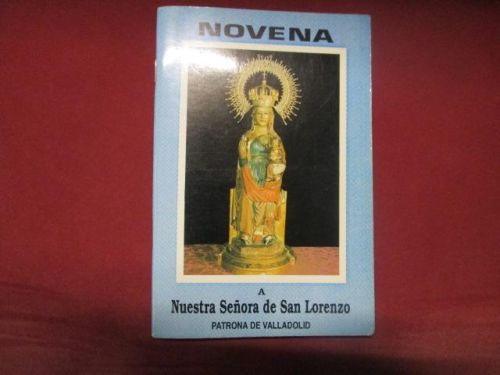 NOVENA
A
Nuestra Señora de San Lorenzo
PATRONA DE VALLADOLID